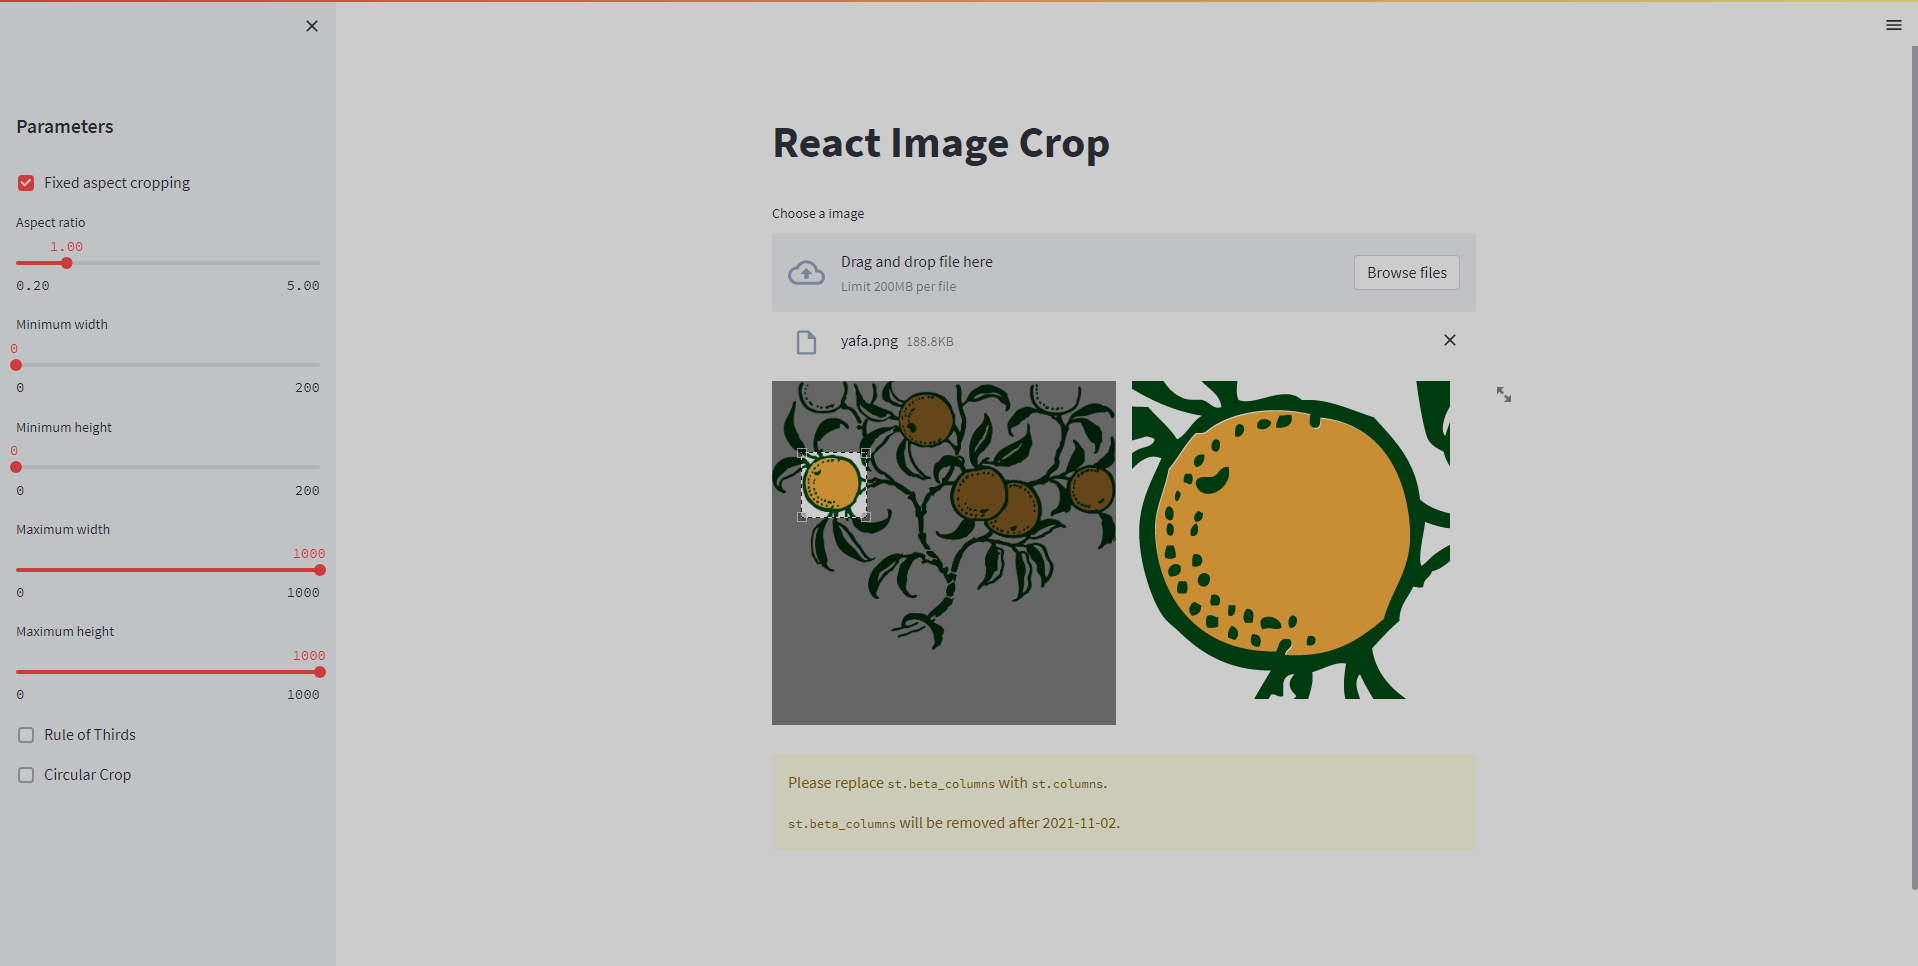 Parameters
Fixed aspect cropping
Aspect ratio
1.00
0.20 5.00
Minimum width
0
0 200
Minimum height
0
0 200
Maximum width
1000
0 1000
Maximum height
1000
0 1000
Rule of Thirds
Circular Crop
React Image Crop
Choose a image
Drag and drop file here
Limit 200MB per file
Browse files
yafa.png 188.8KB
Please replace st.beta_columns with st.columns.
st.beta_columns will be removed after 2021-11-02.